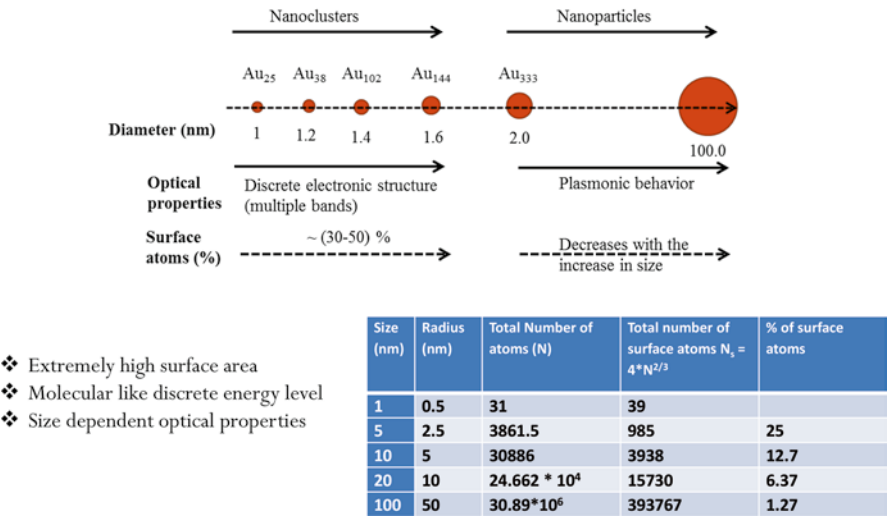 Nanoclusters
Nanoparticles
Au₂₅ Au₃₈ Au₁₀₂ Au₁₄₄ Au₃₃₃
Diameter (nm) 1 1.2 1.4 1.6 2.0 100.0
Optical properties
Discrete electronic structure
(multiple bands)
Plasmonic behavior
Surface atoms (%)
~ (30-50) %
Decreases with the
increase in size
❖ Extremely high surface area
❖ Molecular like discrete energy level
❖ Size dependent optical properties
Size (nm) | Radius (nm) | Total Number of atoms (N) | Total number of surface atoms Nₛ = 4*N^2/3 | % of surface atoms
1 | 0.5 | 31 | 39 |
5 | 2.5 | 3861.5 | 985 | 25
10 | 5 | 30886 | 3938 | 12.7
20 | 10 | 24.662 * 10⁴ | 15730 | 6.37
100 | 50 | 30.89*10⁶ | 393767 | 1.27